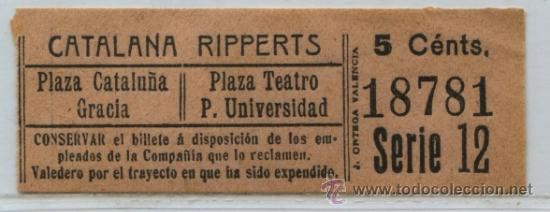 CATALANA RIPPERTS
Plaza Cataluña
Gracia
Plaza Teatro
P. Universidad
CONSERVAR el billete á disposición de los em-
pleados de la Compañía que lo reclamen.
Valedero por el trayecto en que ha sido expendido.
J. ORTEGA VALENCIA
5 Cénts.
18781
Serie 12
© www.todocoleccion.net